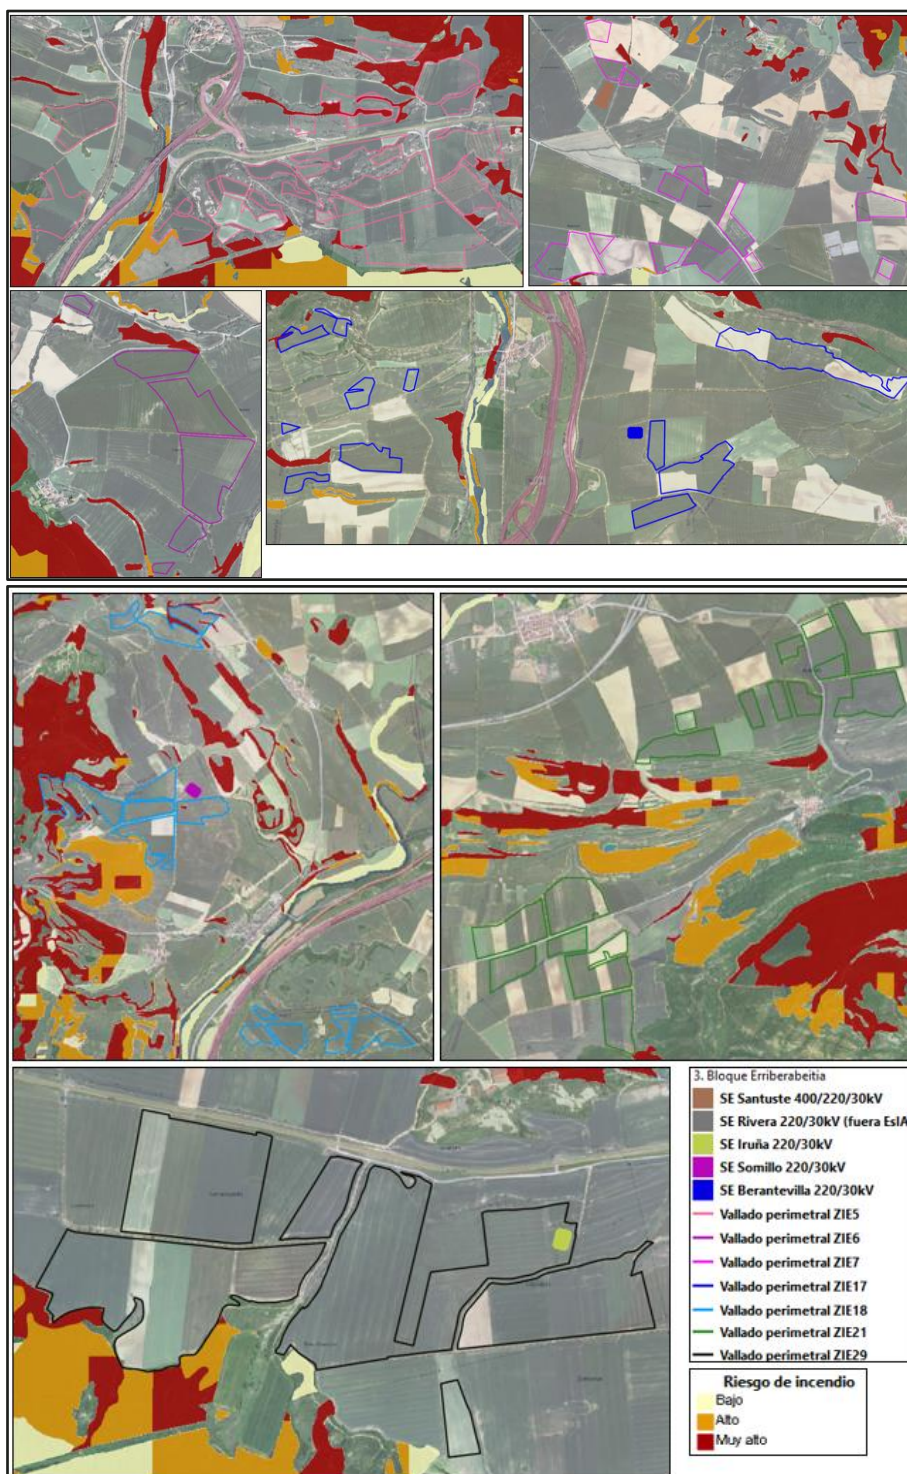 3. Bloque Erriberabeitia
SE Santuste 400/220/30kV
SE Rivera 220/30kV (fuera EsIA
SE Iruña 220/30kV
SE Somillo 220/30kV
SE Berantevilla 220/30kV
Vallado perimetral ZIE5
Vallado perimetral ZIE6
Vallado perimetral ZIE7
Vallado perimetral ZIE17
Vallado perimetral ZIE18
Vallado perimetral ZIE21
Vallado perimetral ZIE29
Riesgo de incendio
Bajo
Alto
Muy alto